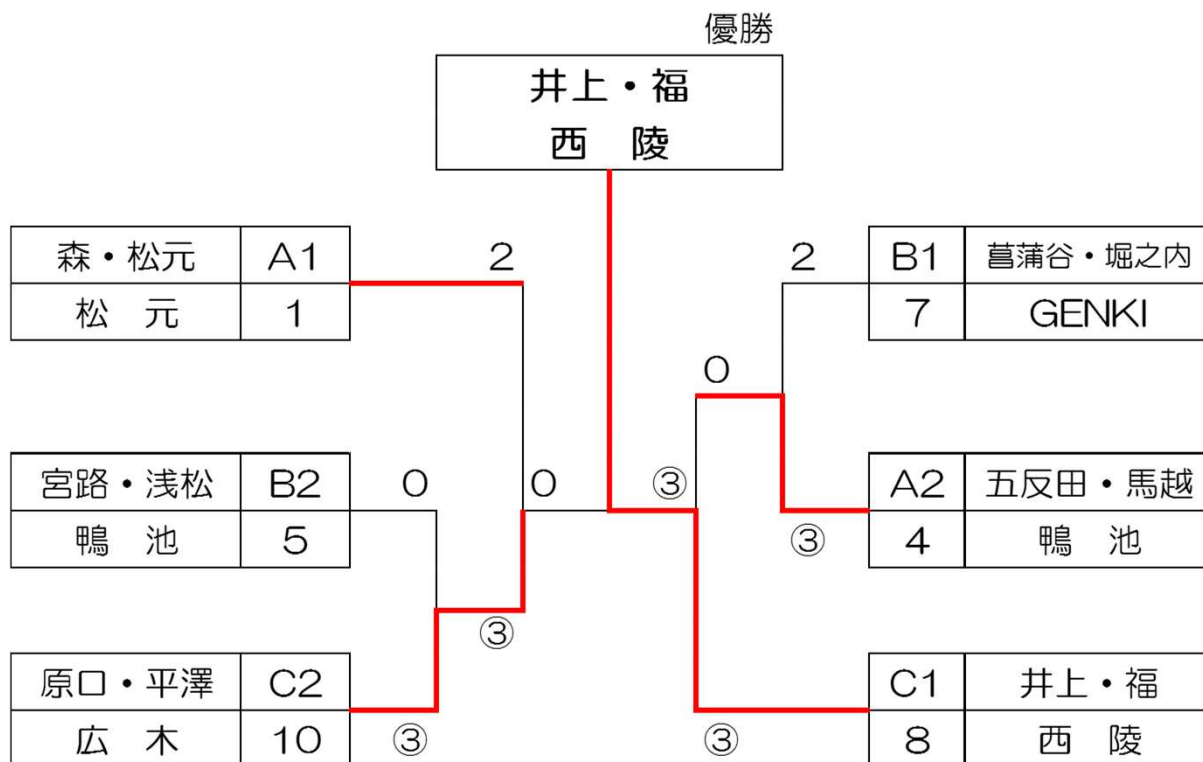 優勝
井上・福
西 陵
森・松元 A1 2 2 B1 菖蒲谷・堀之内
松 元 1 7 GENKI
0
宮路・浅松 B2 0 0 ③ A2 五反田・馬越
鴨 池 5 ③ 4 鴨 池
③
原口・平澤 C2 C1 井上・福
広 木 10 ③ ③ 8 西 陵